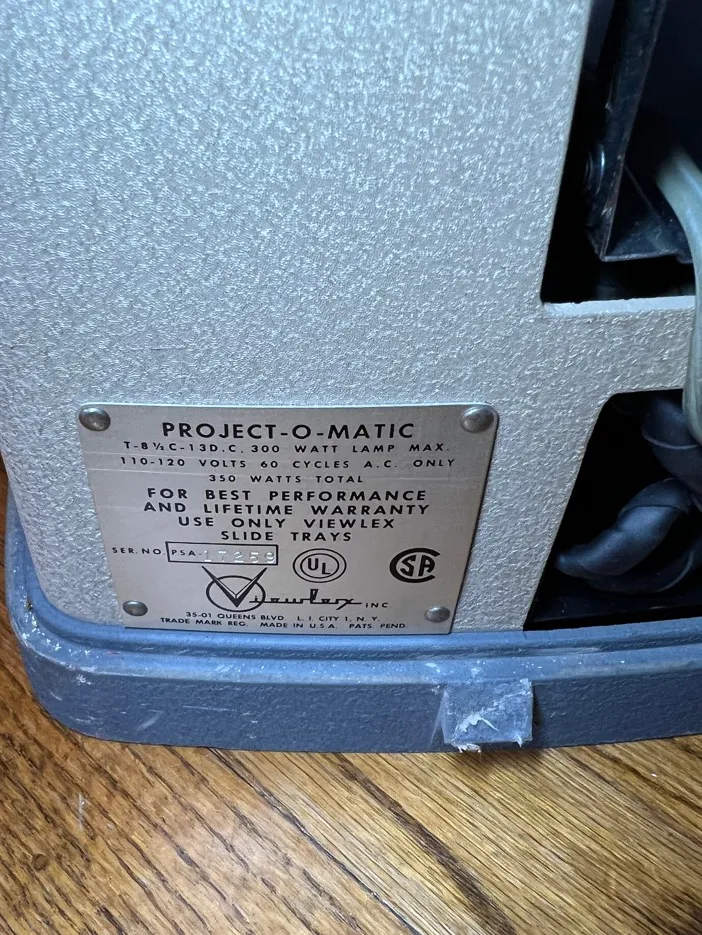 PROJECT-O-MATIC
T-8½C-13D.C. 300 WATT LAMP MAX.
110-120 VOLTS 60 CYCLES A.C. ONLY
350 WATTS TOTAL
FOR BEST PERFORMANCE
AND LIFETIME WARRANTY
USE ONLY VIEWLEX
SLIDE TRAYS
SER. NO. PSA-17259
UL
SA
Viewlex INC
35-01 QUEENS BLVD. L. I. CITY 1, N. Y.
TRADE MARK REG. MADE IN U.S.A. PATS. PEND.